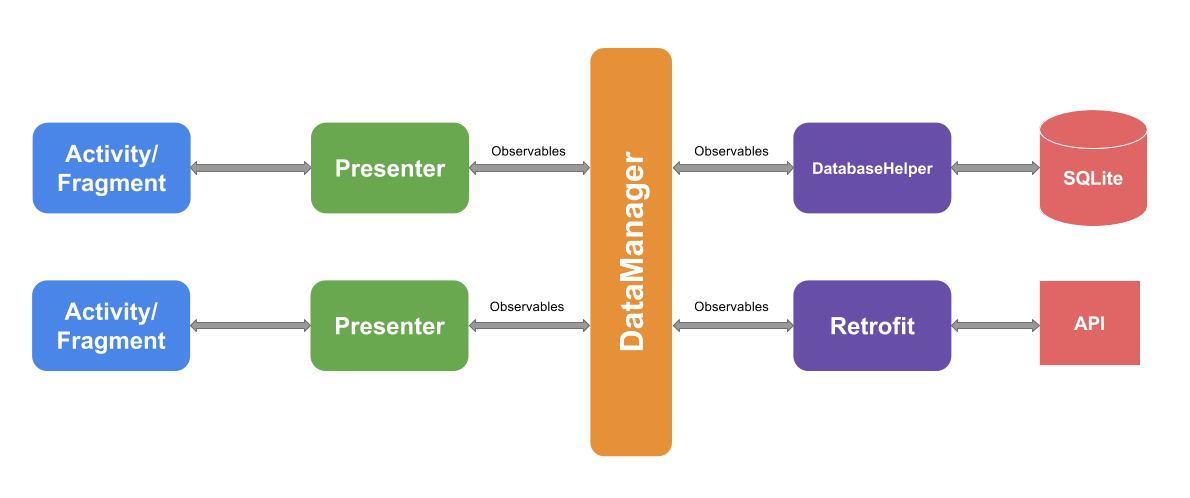 Activity/
Fragment
Presenter
Observables
DataManager
Observables
DatabaseHelper
SQLite
Activity/
Fragment
Presenter
Observables
Observables
Retrofit
API